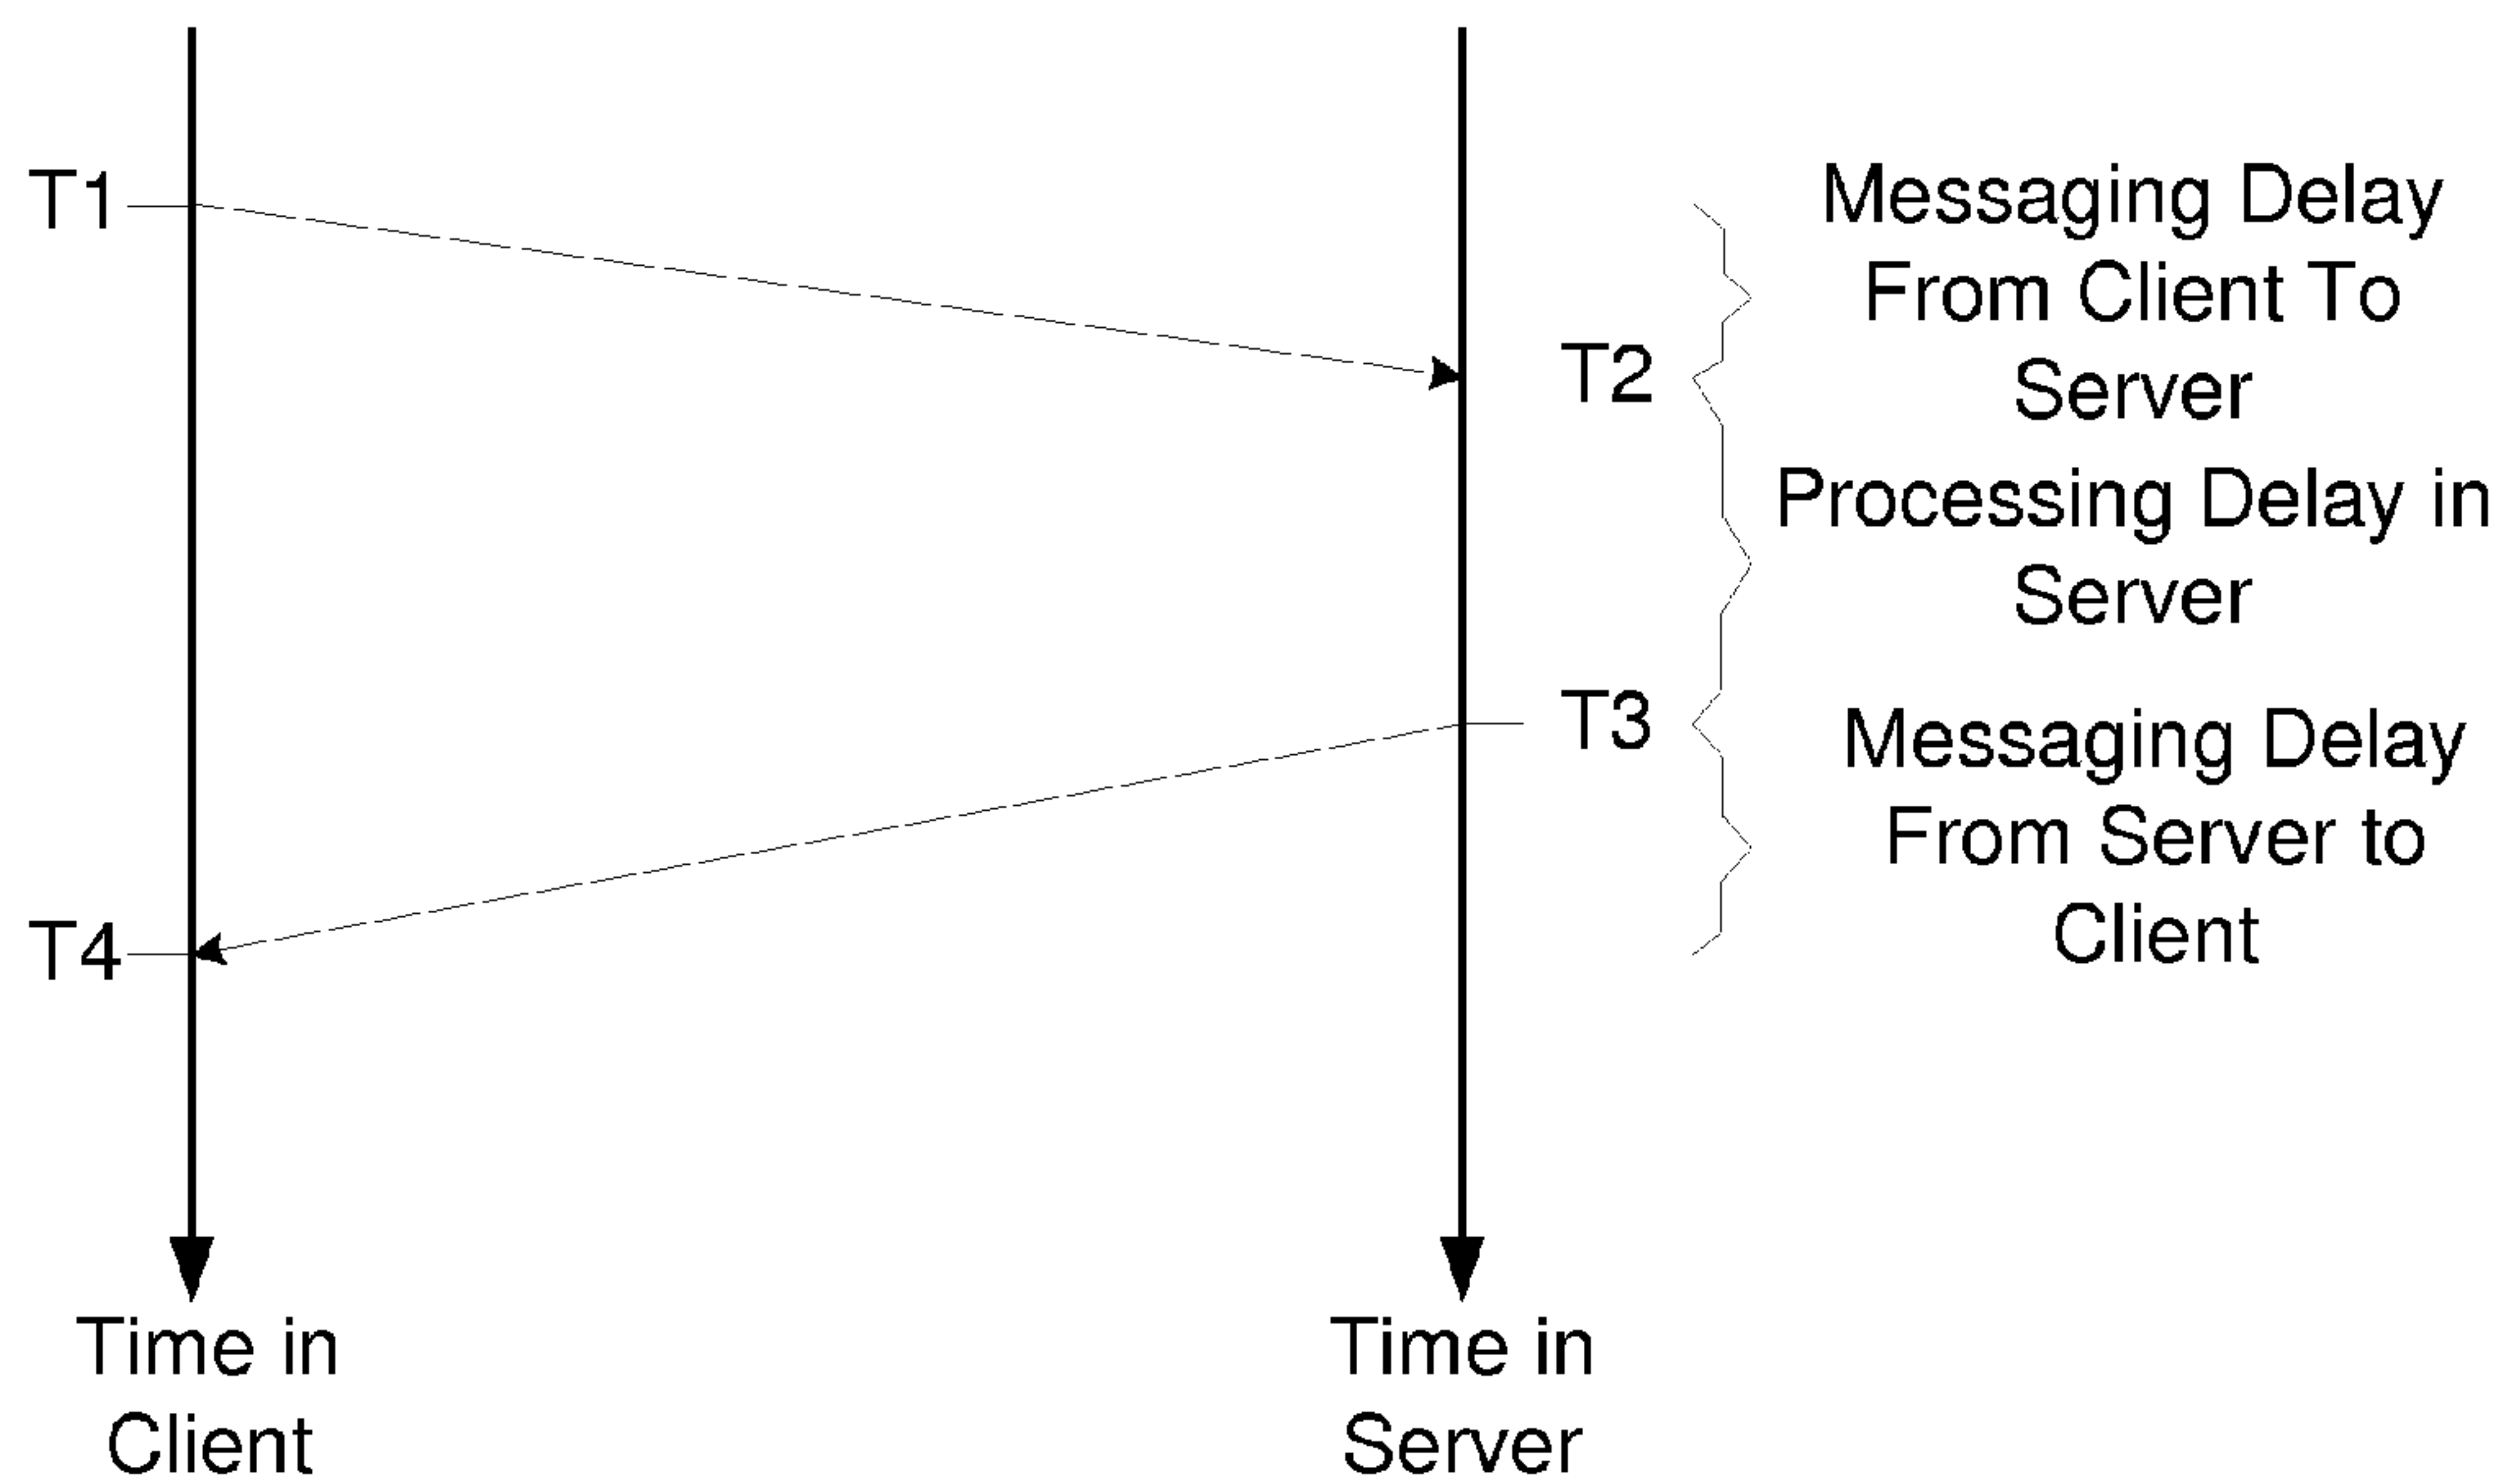 T1
Messaging Delay
From Client To
Server
T2
Processing Delay in
Server
T3
Messaging Delay
From Server to
Client
T4
Time in
Client
Time in
Server